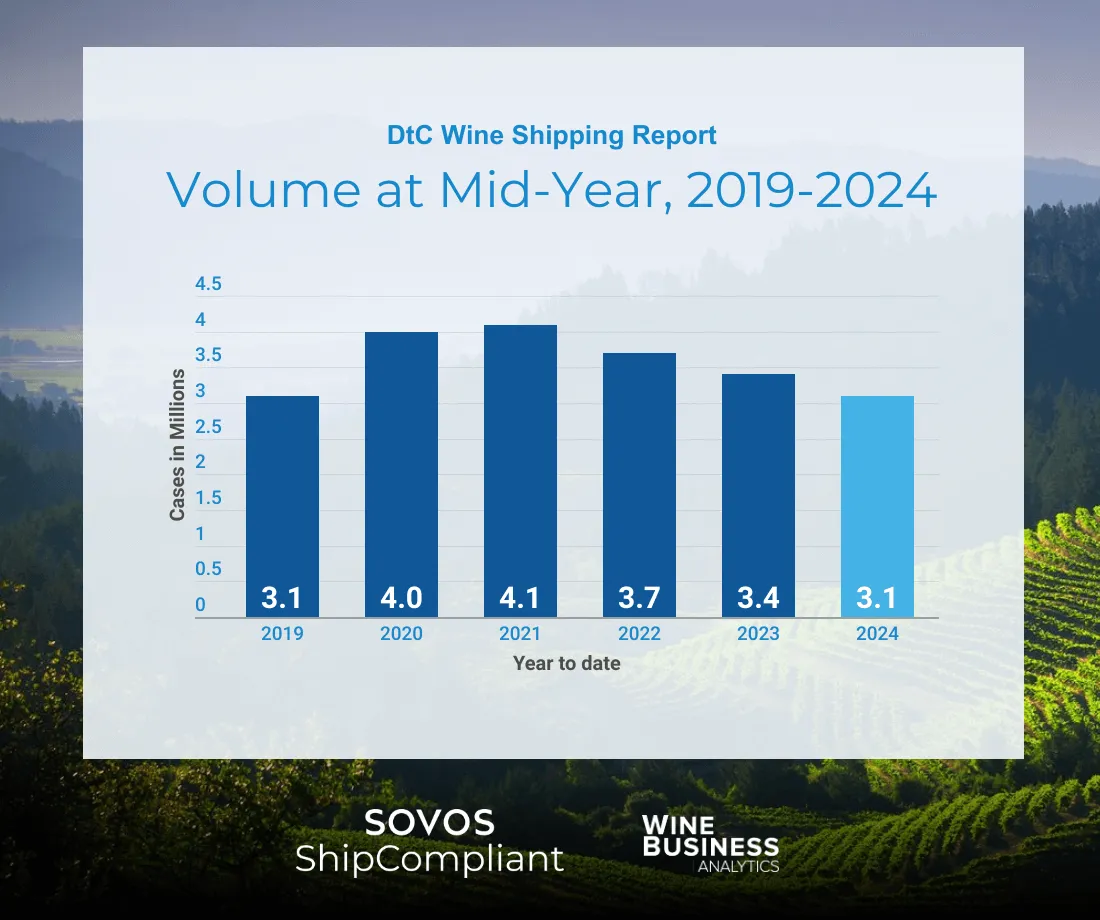 DtC Wine Shipping Report
Volume at Mid-Year, 2019-2024
Cases in Millions
4.5
4
3.5
3
2.5
2
1.5
1
0.5
0
3.1
4.0
4.1
3.7
3.4
3.1
2019
2020
2021
2022
2023
2024
Year to date
SOVOS
ShipCompliant
WINE
BUSINESS
ANALYTICS